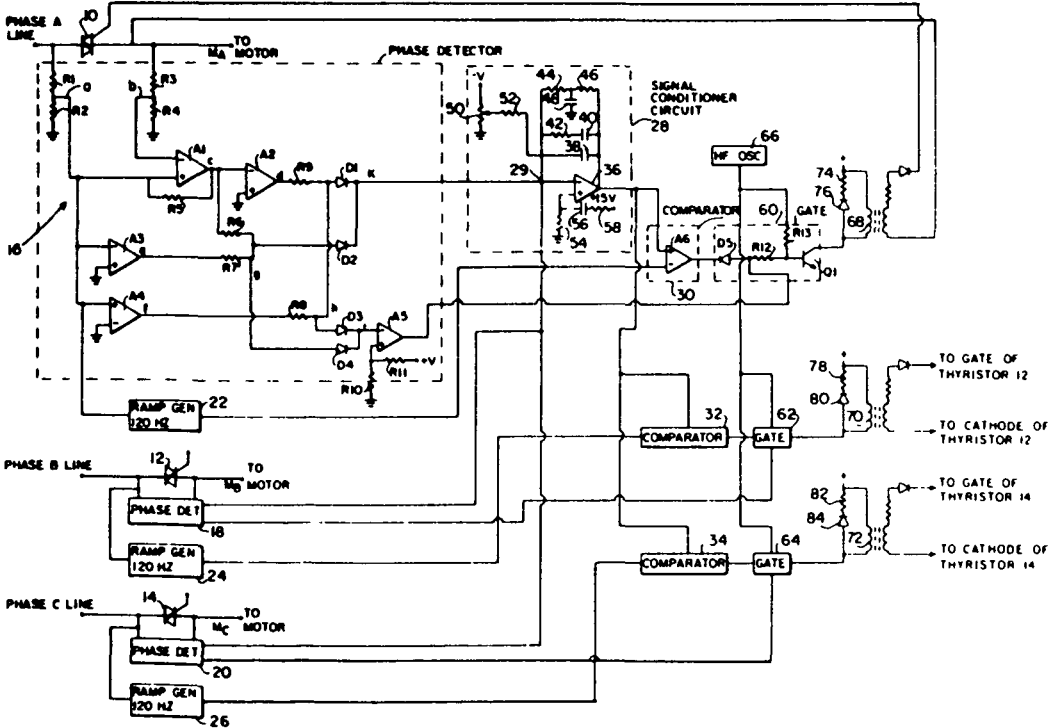 PHASE A
LINE
10
TO
MOTOR
MA
PHASE DETECTOR
R1
a
R2
b
R3
R4
A1
c
A2
d
R9
D1
K
R5
R6
D2
16
A3
e
R7
g
A4
f
R8
h
D3
D4
A5
R11
+V
R10
-V
50
52
44
46
48
42
40
38
SIGNAL
CONDITIONER
CIRCUIT
28
29
36
+15V
56
58
54
66
HF OSC
COMPARATOR
A6
30
60
GATE
R13
D5
R12
Q1
+
74
76
68
RAMP GEN
120 HZ
22
PHASE B LINE
12
MB
TO
MOTOR
PHASE DET
18
RAMP GEN
120 HZ
24
PHASE C LINE
14
MC
TO
MOTOR
PHASE DET
20
RAMP GEN
120 HZ
26
32
COMPARATOR
62
GATE
+
78
80
70
TO GATE OF
THYRISTOR 12
TO CATHODE OF
THYRISTOR 12
34
COMPARATOR
64
GATE
+
82
84
72
TO GATE OF
THYRISTOR 14
TO CATHODE OF
THYRISTOR 14